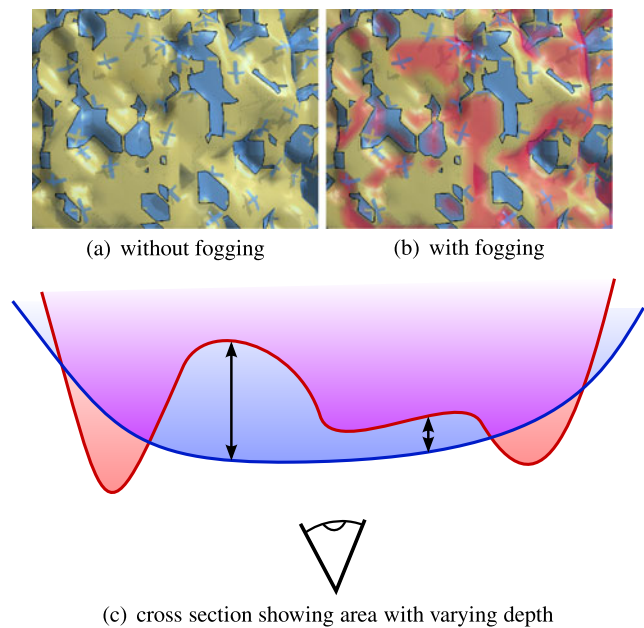 (a) without fogging
(b) with fogging
(c) cross section showing area with varying depth